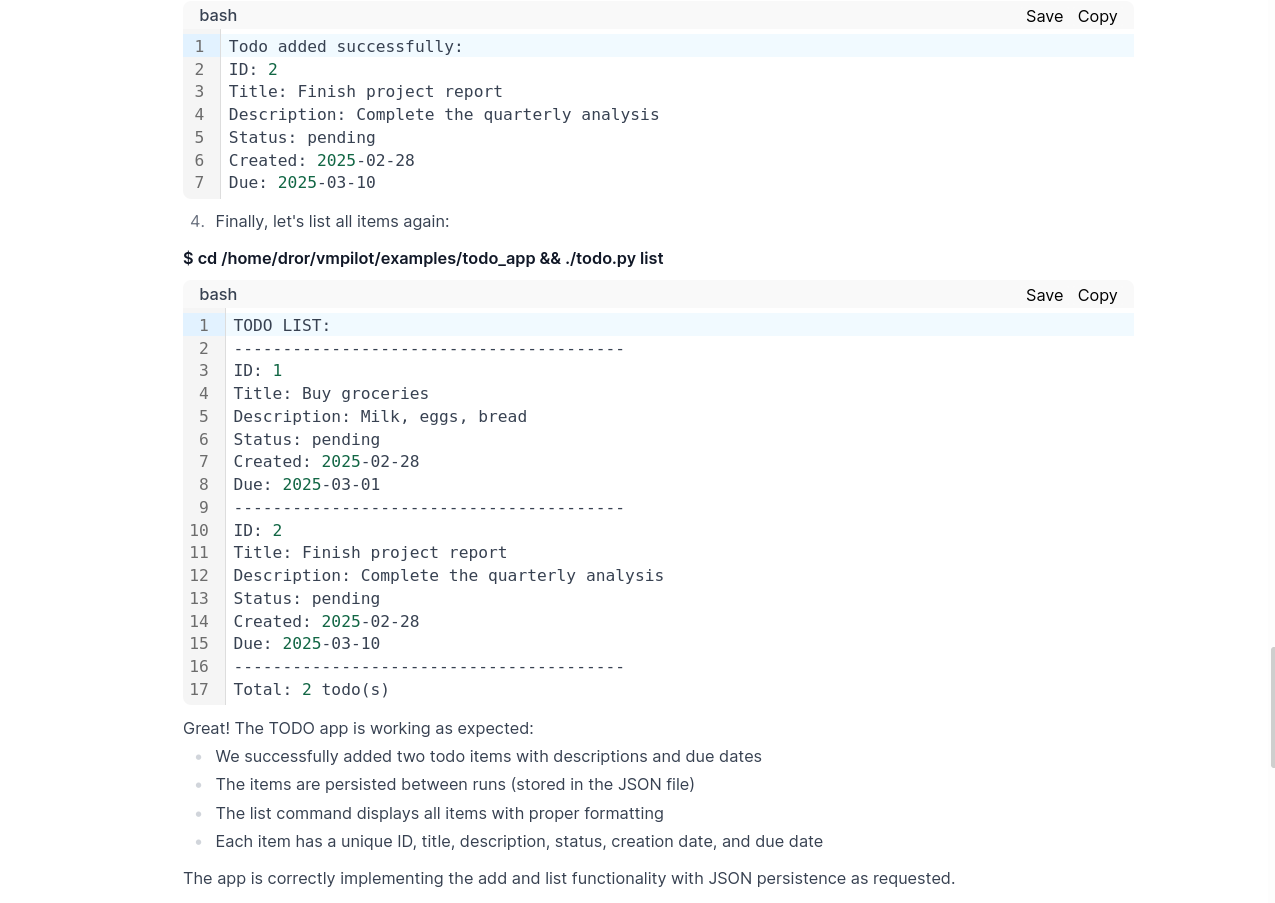 bash
Save Copy
1 Todo added successfully:
2 ID: 2
3 Title: Finish project report
4 Description: Complete the quarterly analysis
5 Status: pending
6 Created: 2025-02-28
7 Due: 2025-03-10
4. Finally, let's list all items again:
$ cd /home/dror/vmpilot/examples/todo_app && ./todo.py list
bash
Save Copy
1 TODO LIST:
2 ----------------------------------------
3 ID: 1
4 Title: Buy groceries
5 Description: Milk, eggs, bread
6 Status: pending
7 Created: 2025-02-28
8 Due: 2025-03-01
9 ----------------------------------------
10 ID: 2
11 Title: Finish project report
12 Description: Complete the quarterly analysis
13 Status: pending
14 Created: 2025-02-28
15 Due: 2025-03-10
16 ----------------------------------------
17 Total: 2 todo(s)
Great! The TODO app is working as expected:
• We successfully added two todo items with descriptions and due dates
• The items are persisted between runs (stored in the JSON file)
• The list command displays all items with proper formatting
• Each item has a unique ID, title, description, status, creation date, and due date
The app is correctly implementing the add and list functionality with JSON persistence as requested.